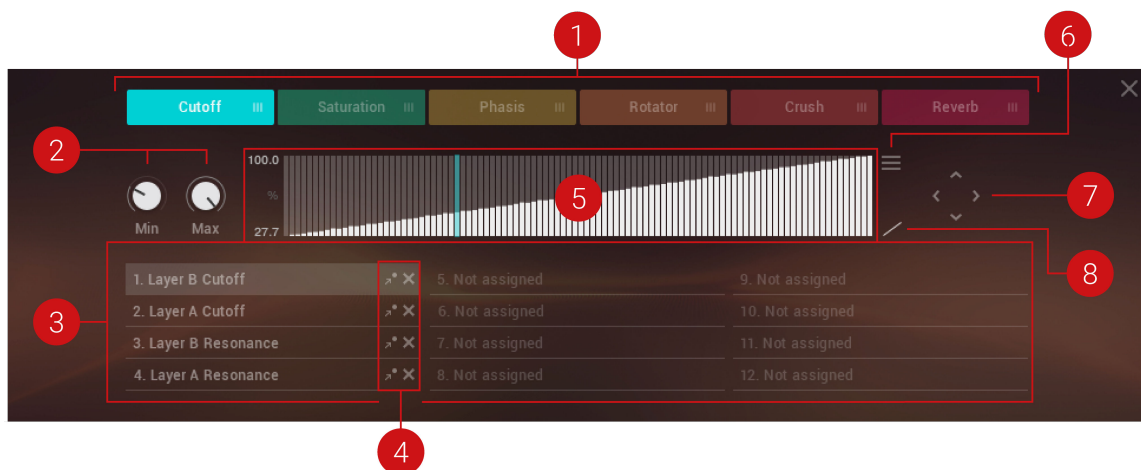 1
6
Cutoff
Saturation
Phasis
Rotator
Crush
Reverb
2
100.0
%
27.7
5
7
Min
Max
8
3
1. Layer B Cutoff
5. Not assigned
9. Not assigned
2. Layer A Cutoff
6. Not assigned
10. Not assigned
3. Layer B Resonance
7. Not assigned
11. Not assigned
4. Layer A Resonance
8. Not assigned
12. Not assigned
4